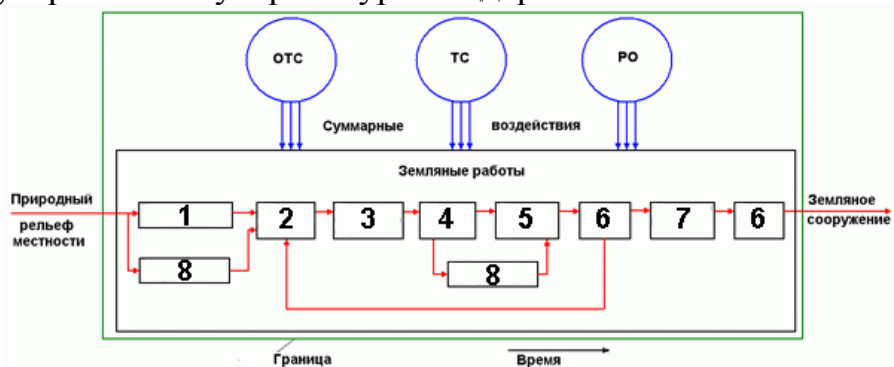 ОТС
ТС
РО
Суммарные воздействия
Земляные работы
Природный
рельеф
местности
1
2
3
4
5
6
7
6
8
8
Земляное
сооружение
Граница
Время